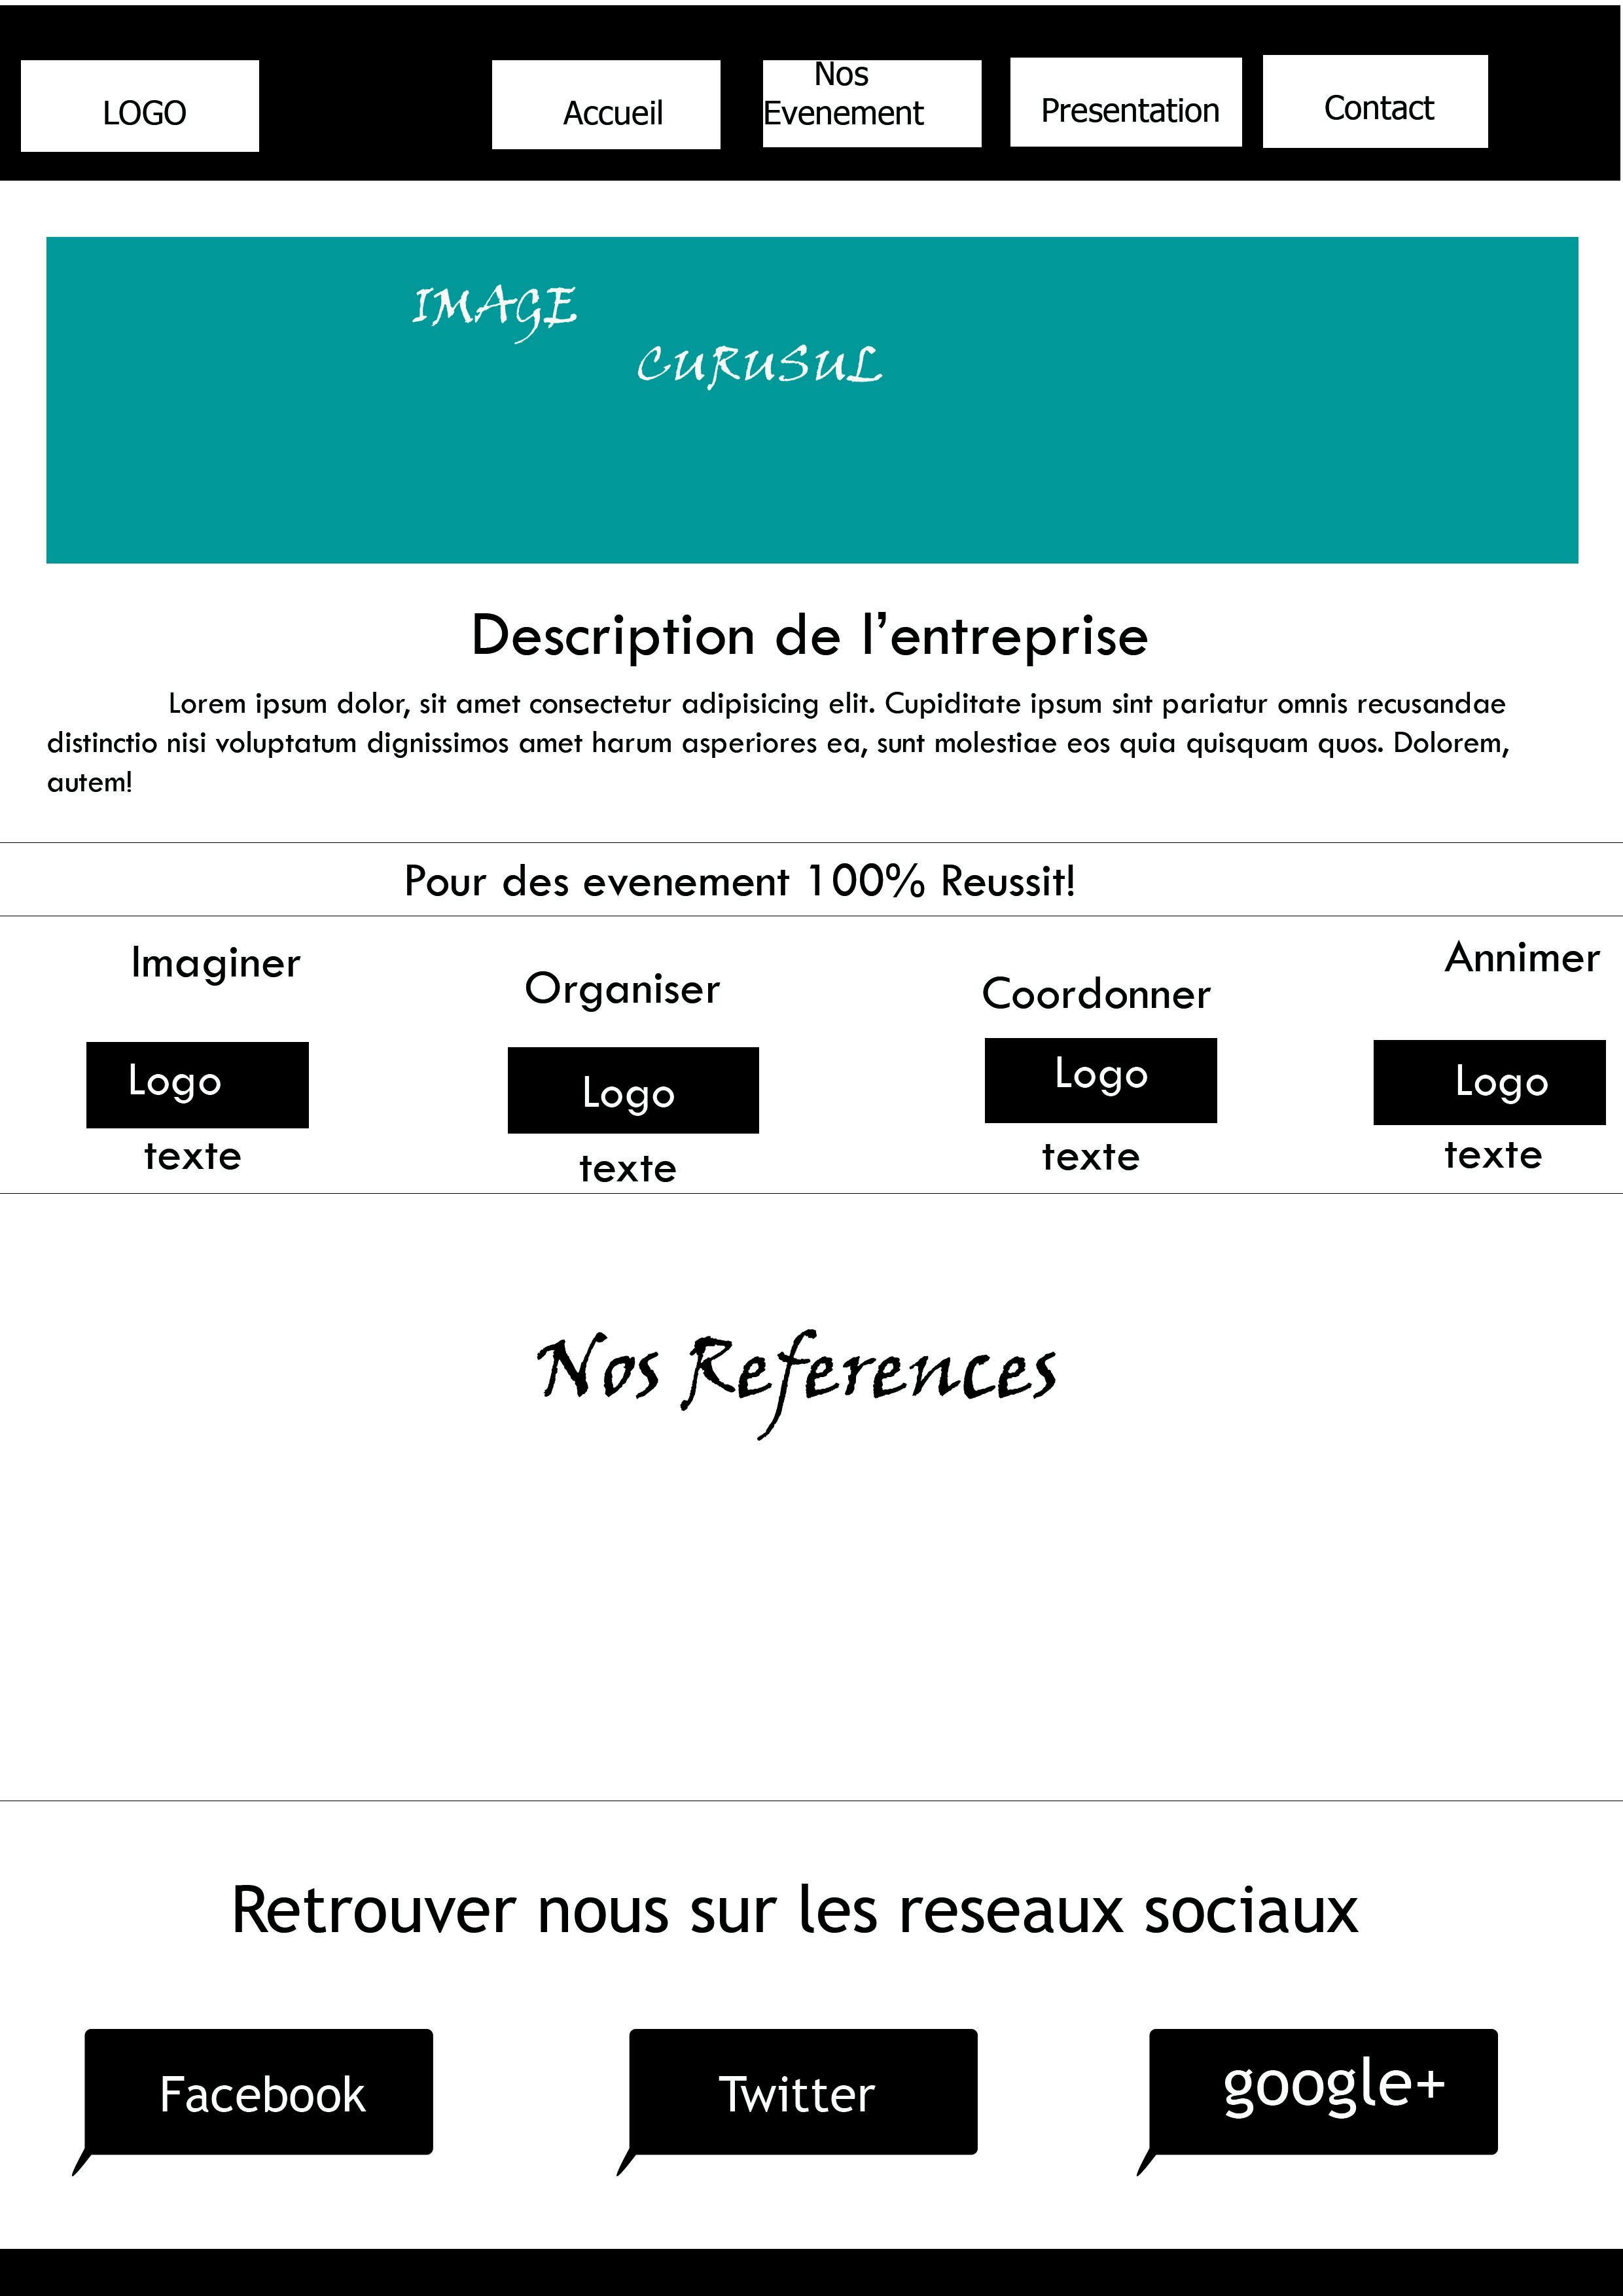 LOGO
Accueil
Nos
Evenement
Presentation
Contact
IMAGE
CURUSUL
Description de l’entreprise
Lorem ipsum dolor, sit amet consectetur adipisicing elit. Cupiditate ipsum sint pariatur omnis recusandae
distinctio nisi voluptatum dignissimos amet harum asperiores ea, sunt molestiae eos quia quisquam quos. Dolorem,
autem!
Pour des evenement 100% Reussit!
Imaginer
Organiser
Coordonner
Annimer
Logo
Logo
Logo
Logo
texte
texte
texte
texte
Nos References
Retrouver nous sur les reseaux sociaux
Facebook
Twitter
google+